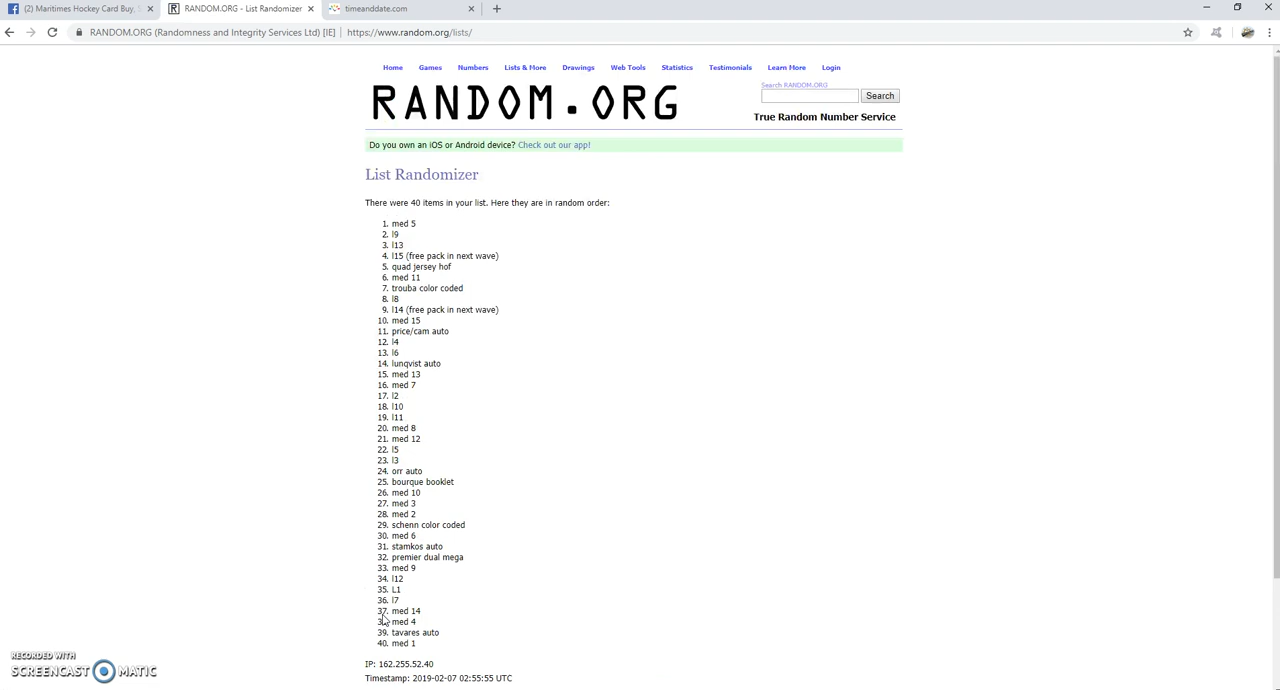 (2) Maritimes Hockey Card Buy, S
RANDOM.ORG - List Randomizer
timeanddate.com
RANDOM.ORG (Randomness and Integrity Services Ltd) [IE] | https://www.random.org/lists/
Home Games Numbers Lists & More Drawings Web Tools Statistics Testimonials Learn More Login
RANDOM.ORG
Search RANDOM.ORG
Search
True Random Number Service
Do you own an iOS or Android device? Check out our app!
List Randomizer
There were 40 items in your list. Here they are in random order:
1. med 5
2. l9
3. l13
4. l15 (free pack in next wave)
5. quad jersey hof
6. med 11
7. trouba color coded
8. l8
9. l14 (free pack in next wave)
10. med 15
11. price/cam auto
12. l4
13. l6
14. lunqvist auto
15. med 13
16. med 7
17. l2
18. l10
19. l11
20. med 8
21. med 12
22. l5
23. l3
24. orr auto
25. bourque booklet
26. med 10
27. med 3
28. med 2
29. schenn color coded
30. med 6
31. stamkos auto
32. premier dual mega
33. med 9
34. l12
35. L1
36. l7
37. med 14
med 4
39. tavares auto
40. med 1
IP: 162.255.52.40
Timestamp: 2019-02-07 02:55:55 UTC
RECORDED WITH
SCREENCAST MATIC